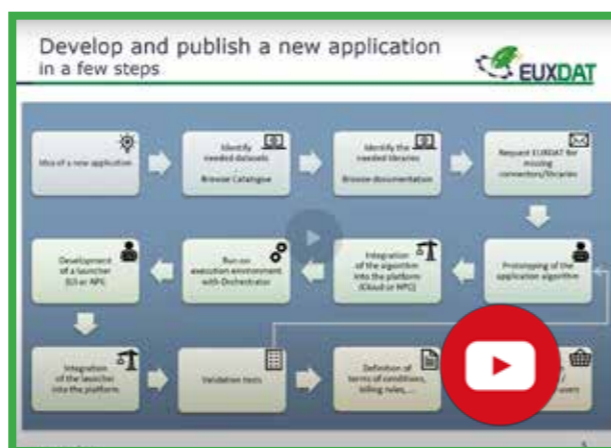 Develop and publish a new application
in a few steps
EUXDAT
Idea of a new application
Identify
needed datasets
Browse Catalogue
Identify the
needed libraries
Browse documentation
Request EUXDAT for
missing
connectors/libraries
Prototyping of the
application algorithm
Integration
of the algorithm
into the platform
(Cloud or HPC)
Run on
execution environment
with Orchestrator
Development
of a launcher
(UI or API)
Integration
of the launcher
into the platform
Validation tests
Definition of
terms of conditions,
billing rules, ...
users